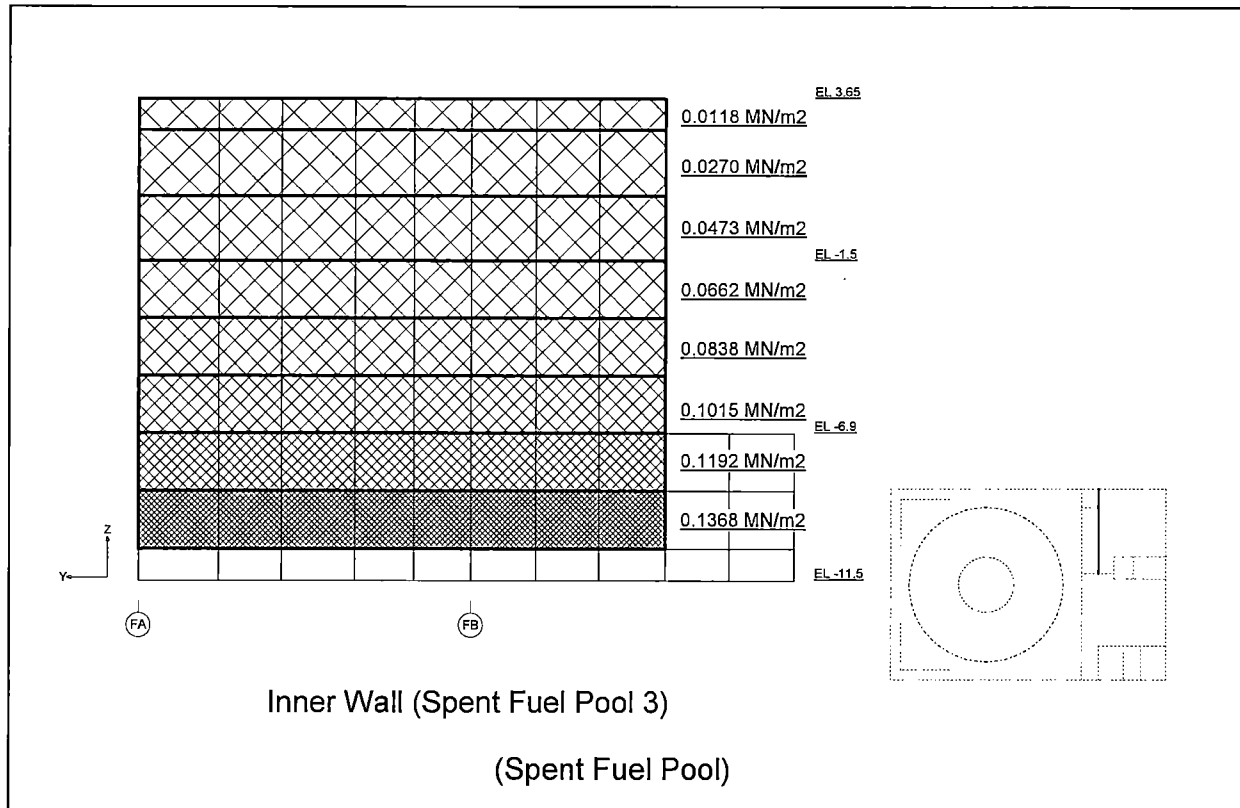 EL 3.65
0.0118 MN/m2
0.0270 MN/m2
0.0473 MN/m2
EL -1.5
0.0662 MN/m2
0.0838 MN/m2
0.1015 MN/m2
EL -6.9
0.1192 MN/m2
0.1368 MN/m2
Z
Y
EL -11.5
FA
FB
Inner Wall (Spent Fuel Pool 3)
(Spent Fuel Pool)